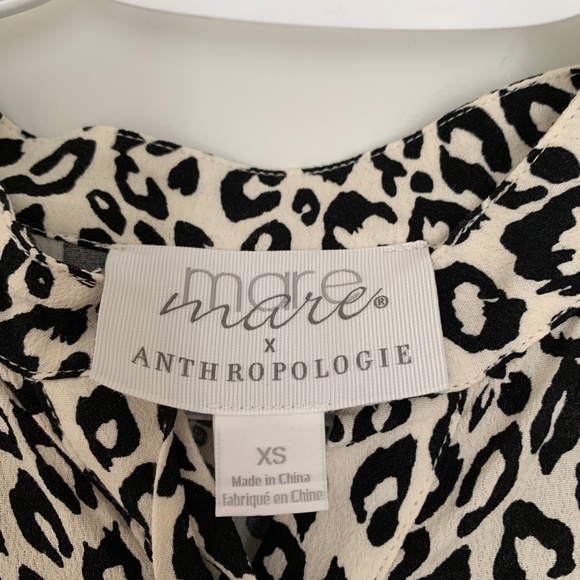 mare
mare®
x
ANTHROPOLOGIE
XS
Made in China
Fabriqué en Chine